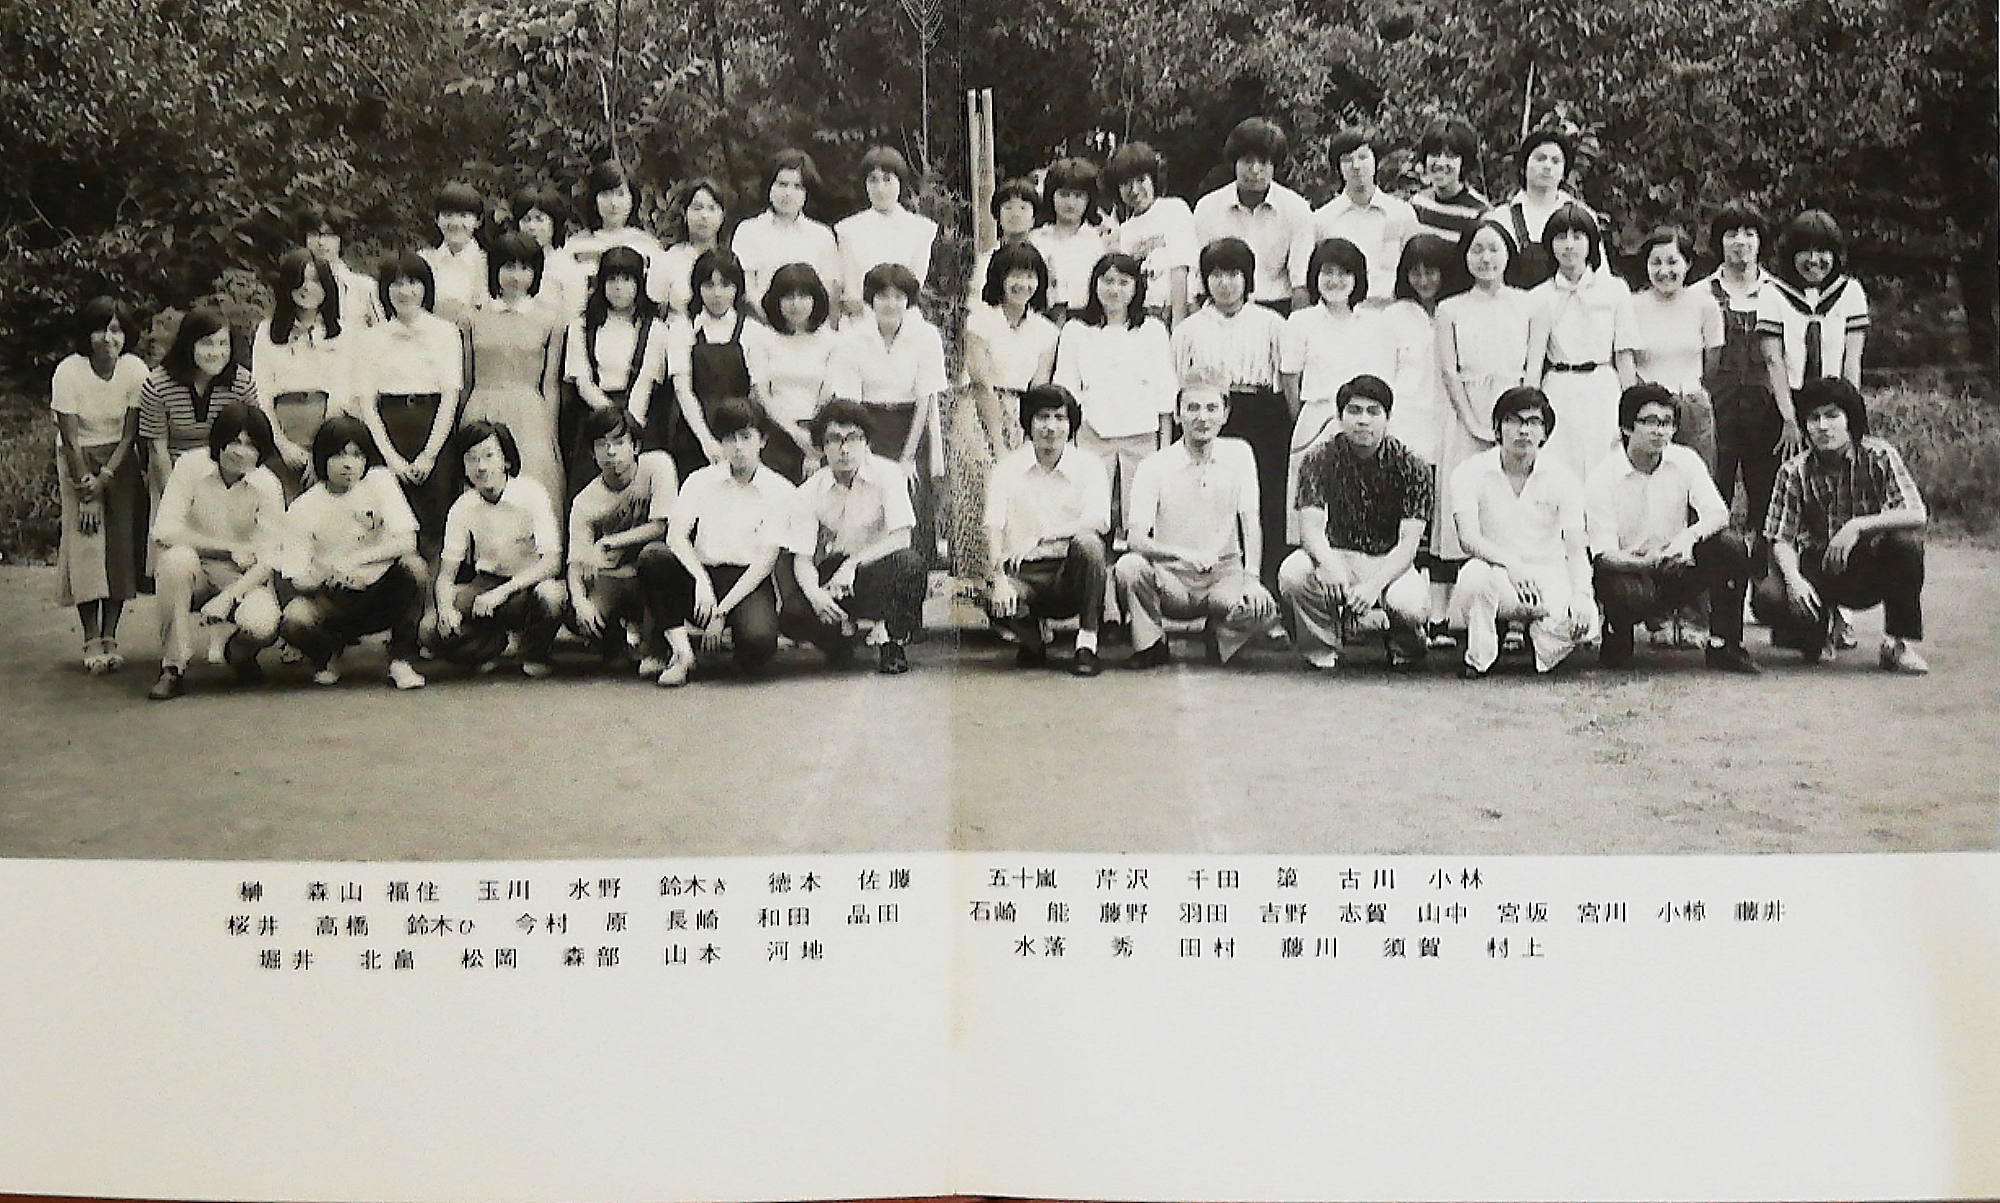 榊 森山 福住 玉川 水野 鈴木き 徳本 佐藤 五十嵐 芹沢 千田 簗 古川 小林
桜井 高橋 鈴木ひ 今村 原 長崎 和田 品田 石崎 能 藤野 羽田 吉野 志賀 山中 宮坂 宮川 小椋 藤井
堀井 北畠 松岡 森部 山本 河地 水落 秀 田村 藤川 須賀 村上